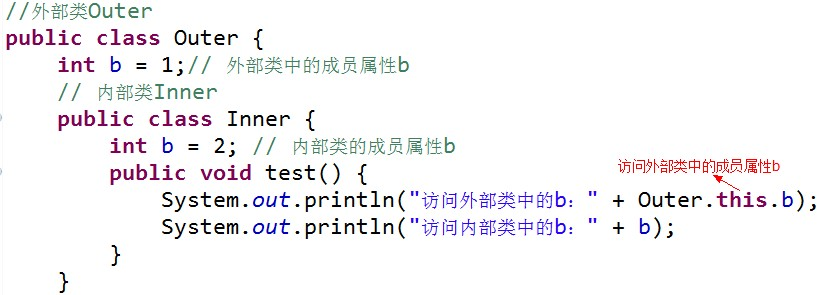 //外部类Outer
public class Outer {
    int b = 1;// 外部类中的成员属性b
    // 内部类Inner
    public class Inner {
        int b = 2; // 内部类的成员属性b
        public void test() {
访问外部类中的成员属性b
            System.out.println("访问外部类中的b：" + Outer.this.b);
            System.out.println("访问内部类中的b：" + b);
        }
    }